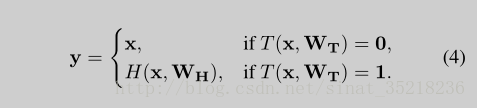 y = { x, if T(x, W_T) = 0,
H(x, W_H), if T(x, W_T) = 1. (4)
http://blog.csdn.net/sinat_35218236